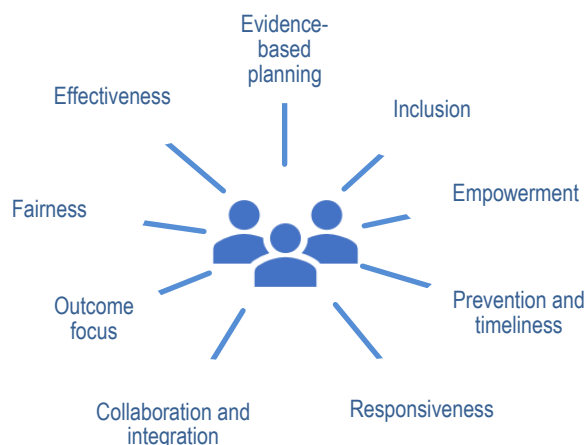 Evidence-
based
planning
Inclusion
Empowerment
Prevention and
timeliness
Responsiveness
Collaboration and
integration
Outcome
focus
Fairness
Effectiveness